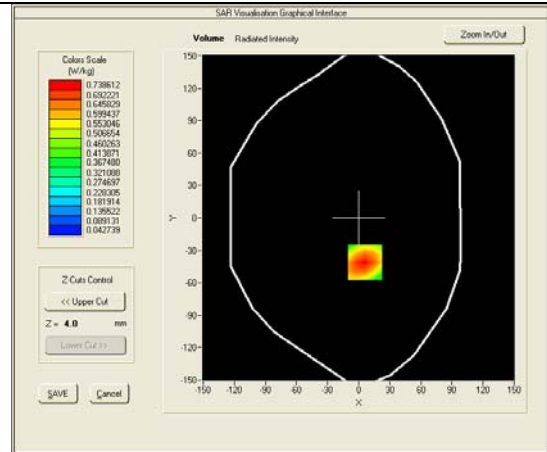 SAR Visualisation Graphical Interface
Volume Radiated Intensity
Zoom In/Out
Colors Scale
(W/kg)
0.738612
0.692221
0.645829
0.599437
0.553046
0.506654
0.460263
0.413871
0.367480
0.321088
0.274697
0.228305
0.181914
0.135522
0.089131
0.042739
Z Cuts Control
<< Upper Cut
Z = 4.0 mm
Lower Cut >>
SAVE Cancel
150
120
90
60
30
0
-30
-60
-90
-120
-150
Y
-150 -120 -90 -60 -30 0 30 60 90 120 150
X